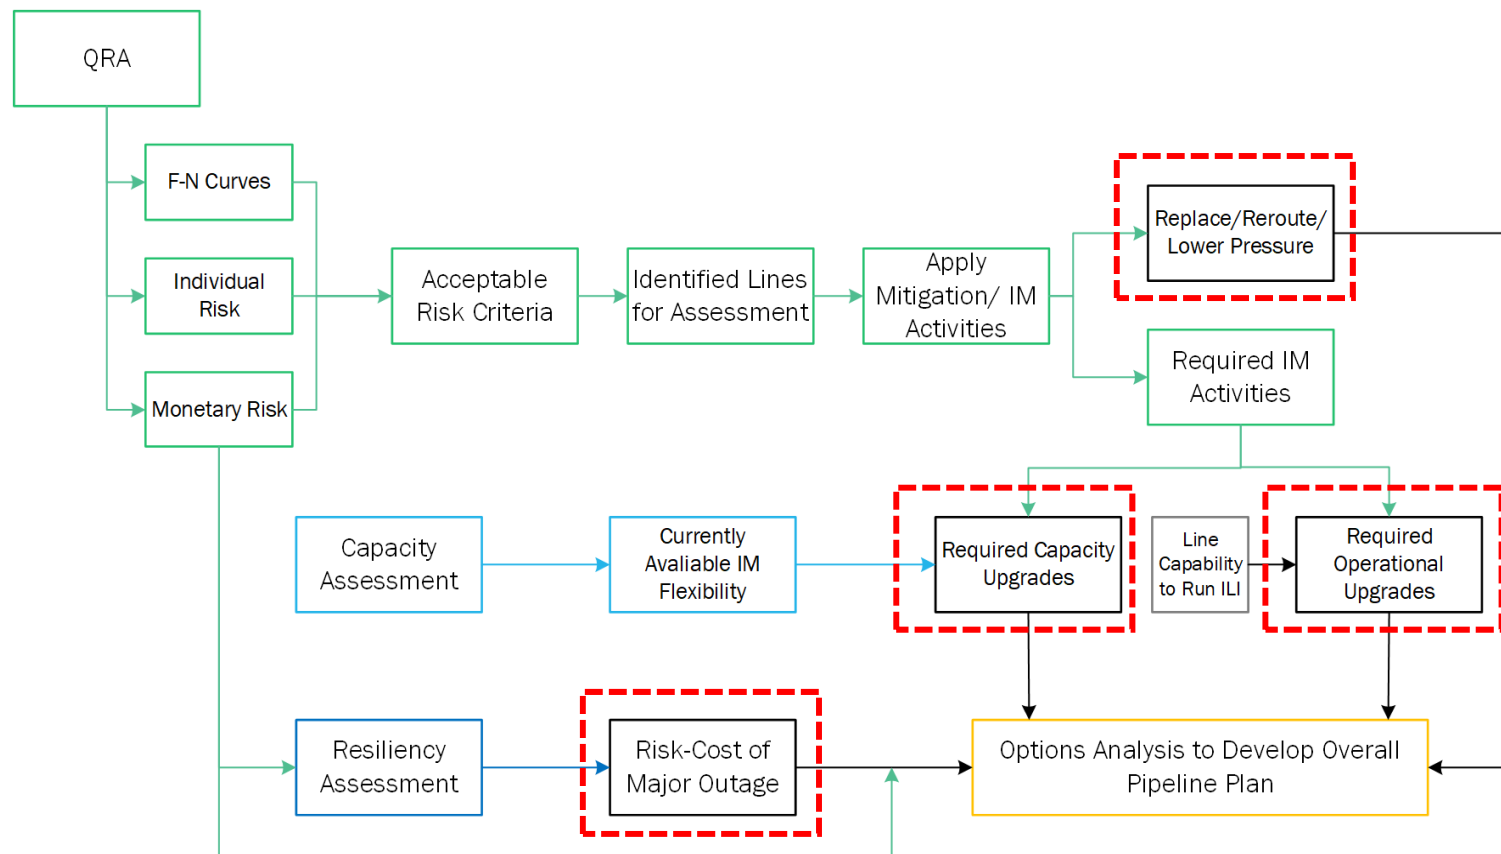 QRA
F-N Curves
Individual
Risk
Monetary Risk
Acceptable
Risk Criteria
Identified Lines
for Assessment
Apply
Mitigation/ IM
Activities
Replace/Reroute/
Lower Pressure
Required IM
Activities
Capacity
Assessment
Currently
Avaliable IM
Flexibility
Required Capacity
Upgrades
Line
Capability
to Run ILI
Required
Operational
Upgrades
Resiliency
Assessment
Risk-Cost of
Major Outage
Options Analysis to Develop Overall
Pipeline Plan